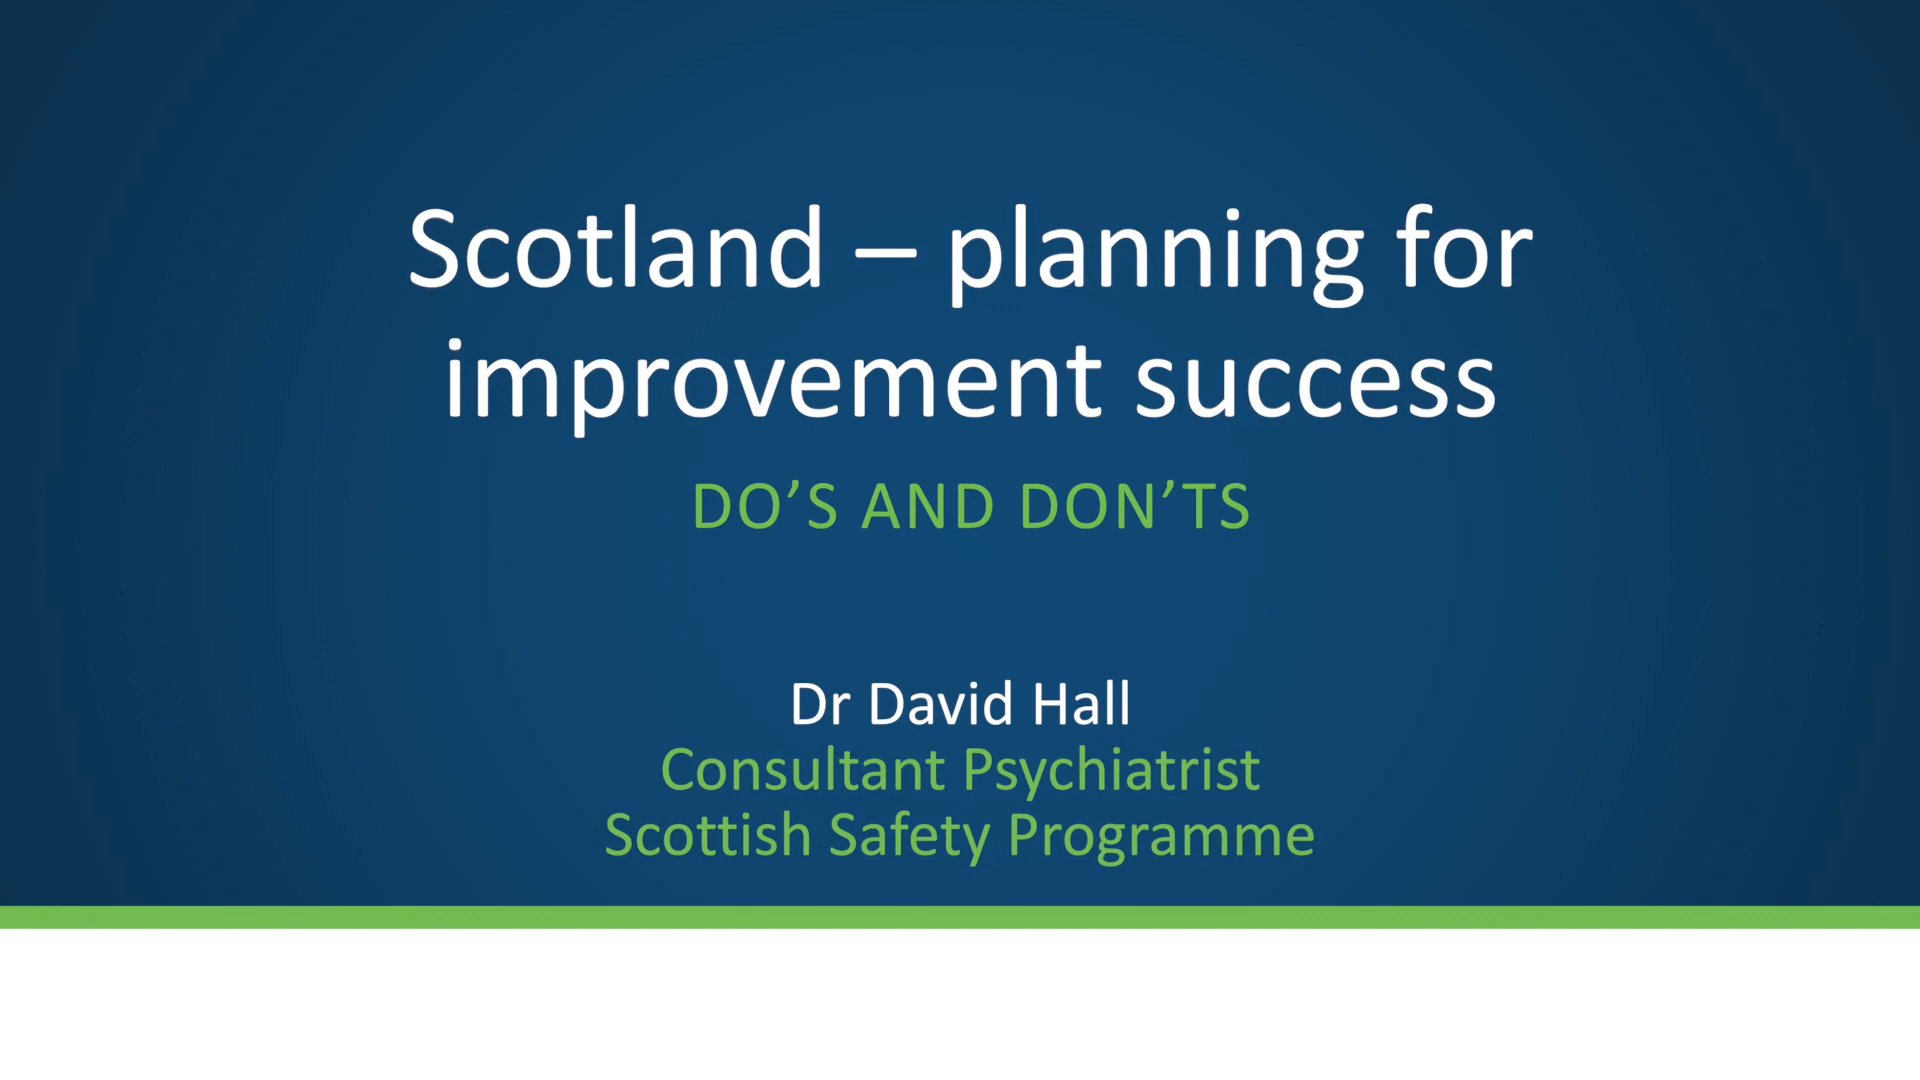 Scotland – planning for
improvement success
DO’S AND DON’TS
Dr David Hall
Consultant Psychiatrist
Scottish Safety Programme